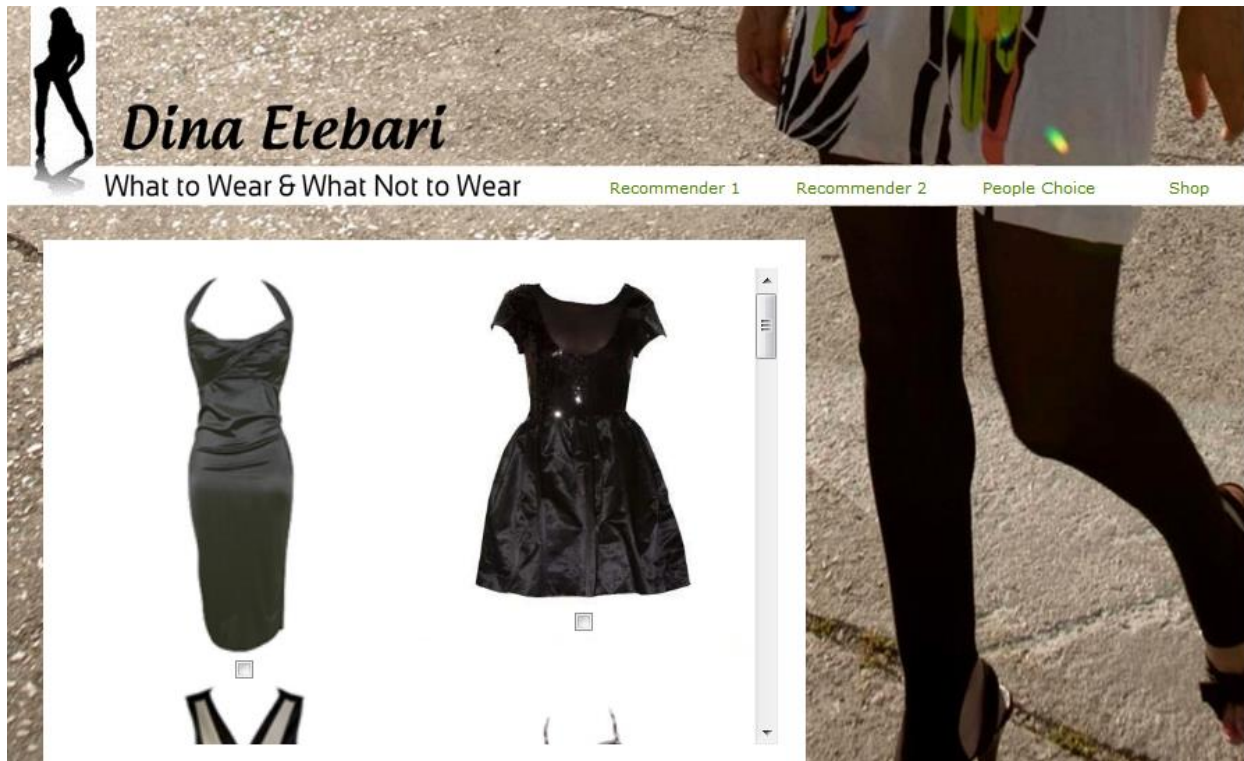 Dina Etebari
What to Wear & What Not to Wear
Recommender 1 Recommender 2 People Choice Shop